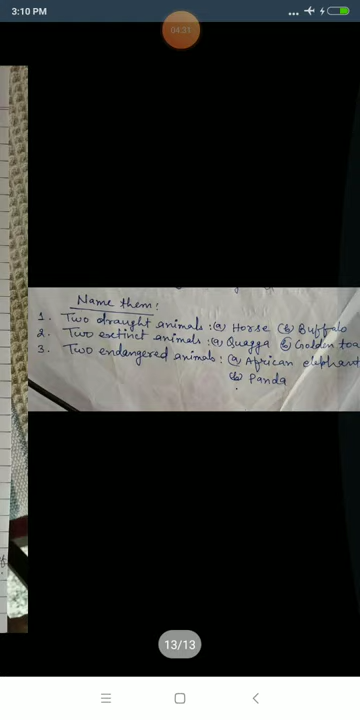 3:10 PM
04:31
Name them:
1. Two draught animals : (a) Horse (b) Buffalo
2. Two extinct animals : (a) Quagga (b) Golden toa
3. Two endangered animals : (a) African elephant
(b) Panda
13/13